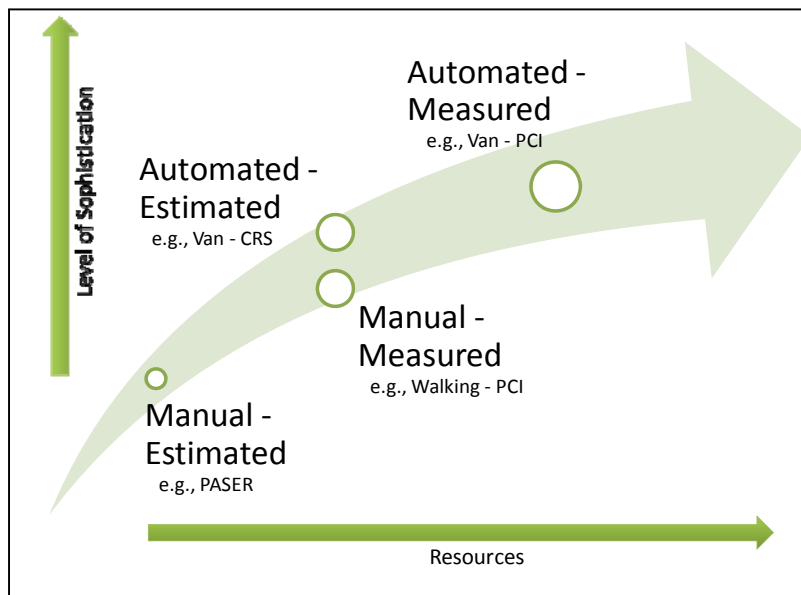 Level of Sophistication
Automated -
Measured
e.g., Van - PCI
Automated -
Estimated
e.g., Van - CRS
Manual -
Measured
e.g., Walking - PCI
Manual -
Estimated
e.g., PASER
Resources